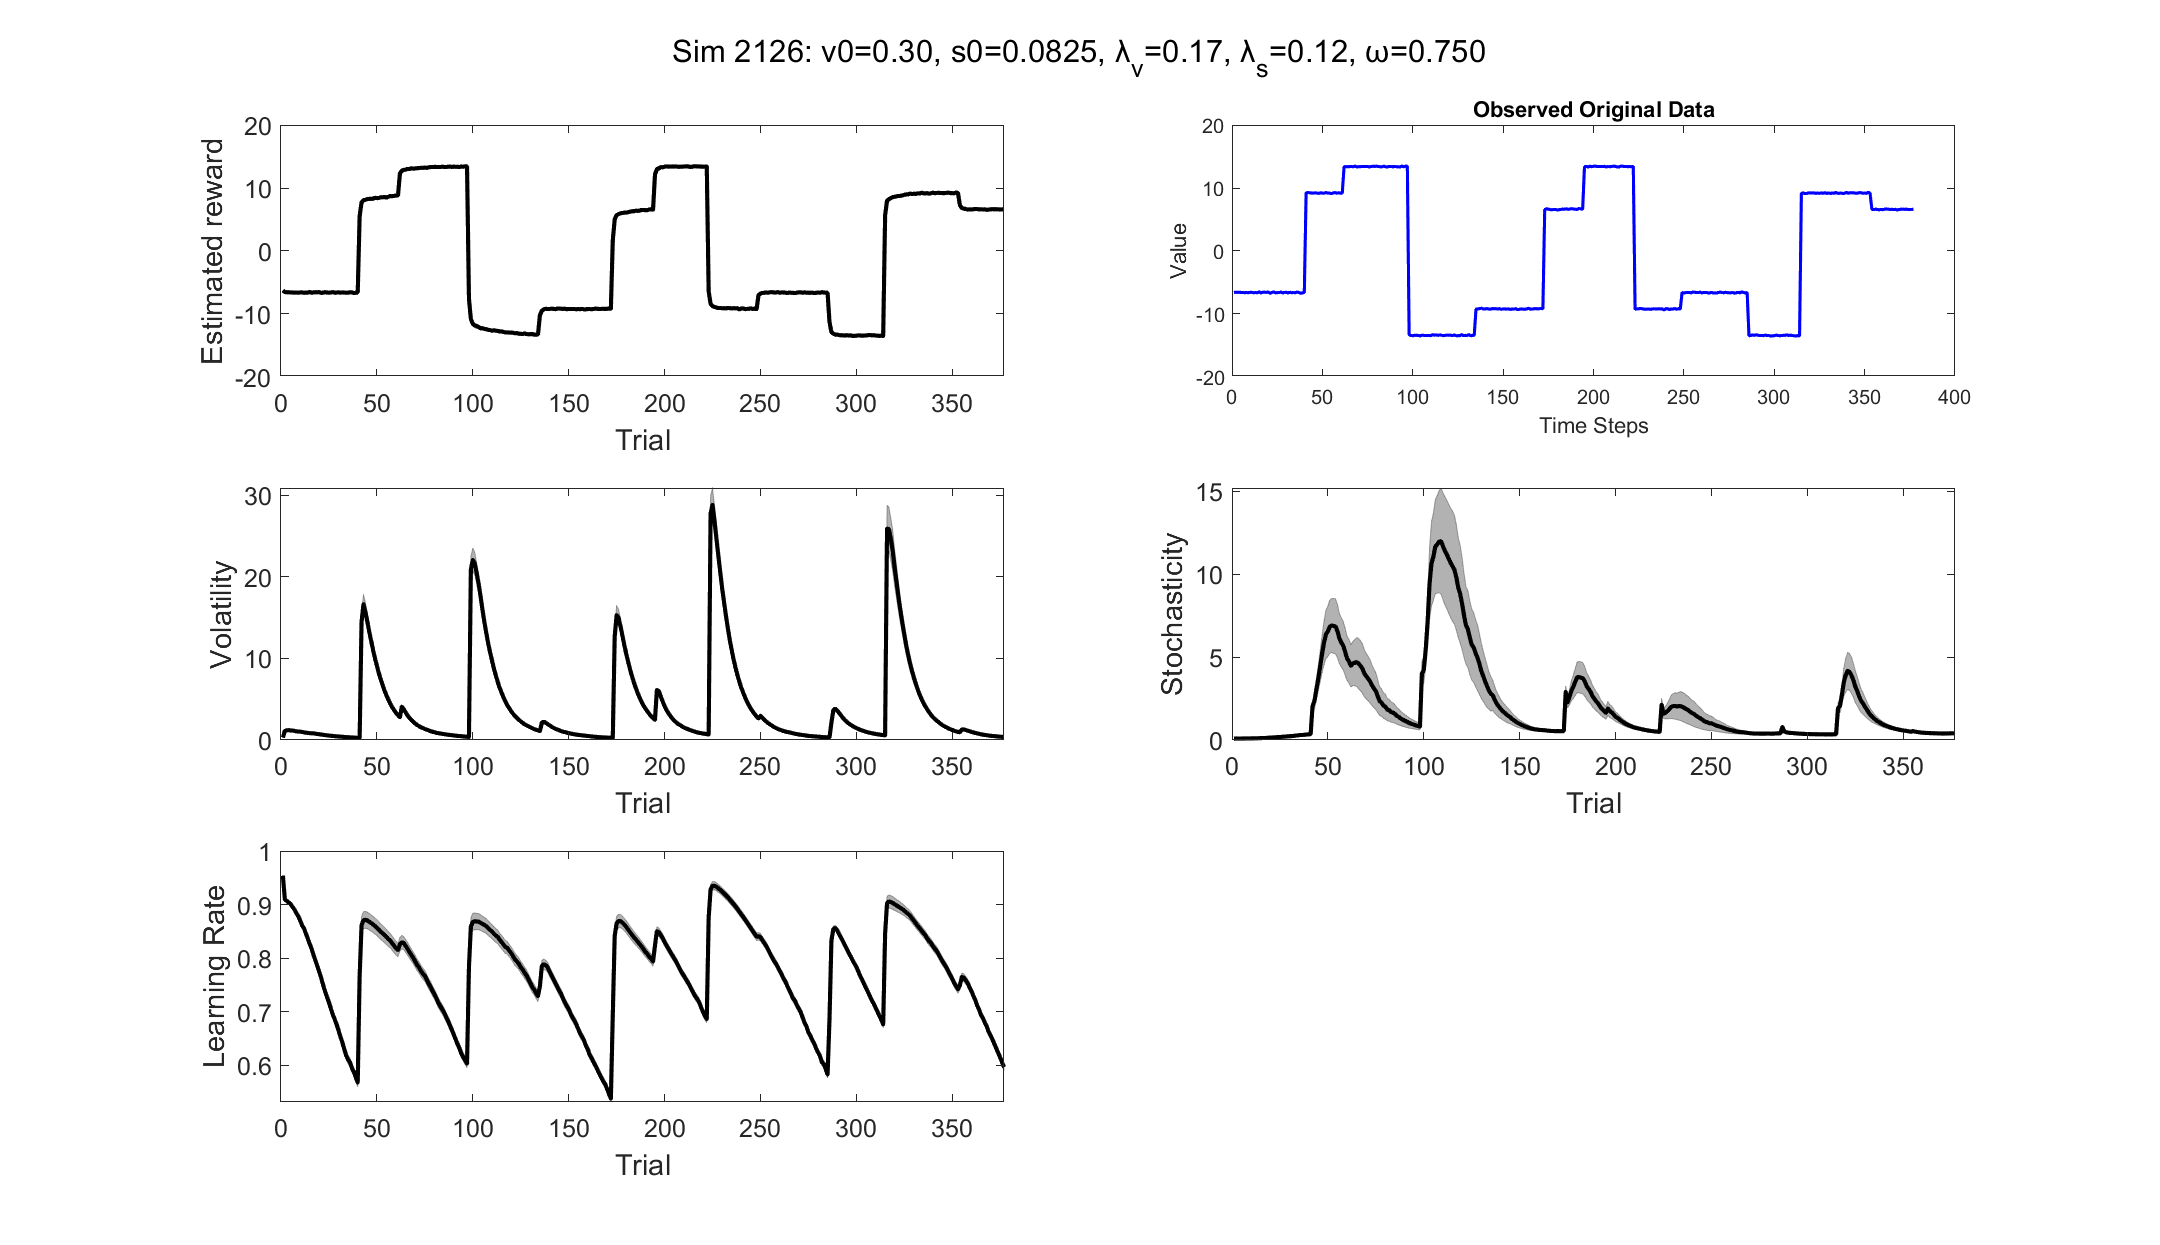 Sim 2126: v0=0.30, s0=0.0825, λ_v=0.17, λ_s=0.12, ω=0.750
Estimated reward
20
10
0
-10
-20
0 50 100 150 200 250 300 350
Trial
Observed Original Data
Value
20
10
0
-10
-20
0 50 100 150 200 250 300 350 400
Time Steps
Volatility
30
20
10
0
0 50 100 150 200 250 300 350
Trial
Stochasticity
15
10
5
0
0 50 100 150 200 250 300 350
Trial
Learning Rate
1
0.9
0.8
0.7
0.6
0 50 100 150 200 250 300 350
Trial